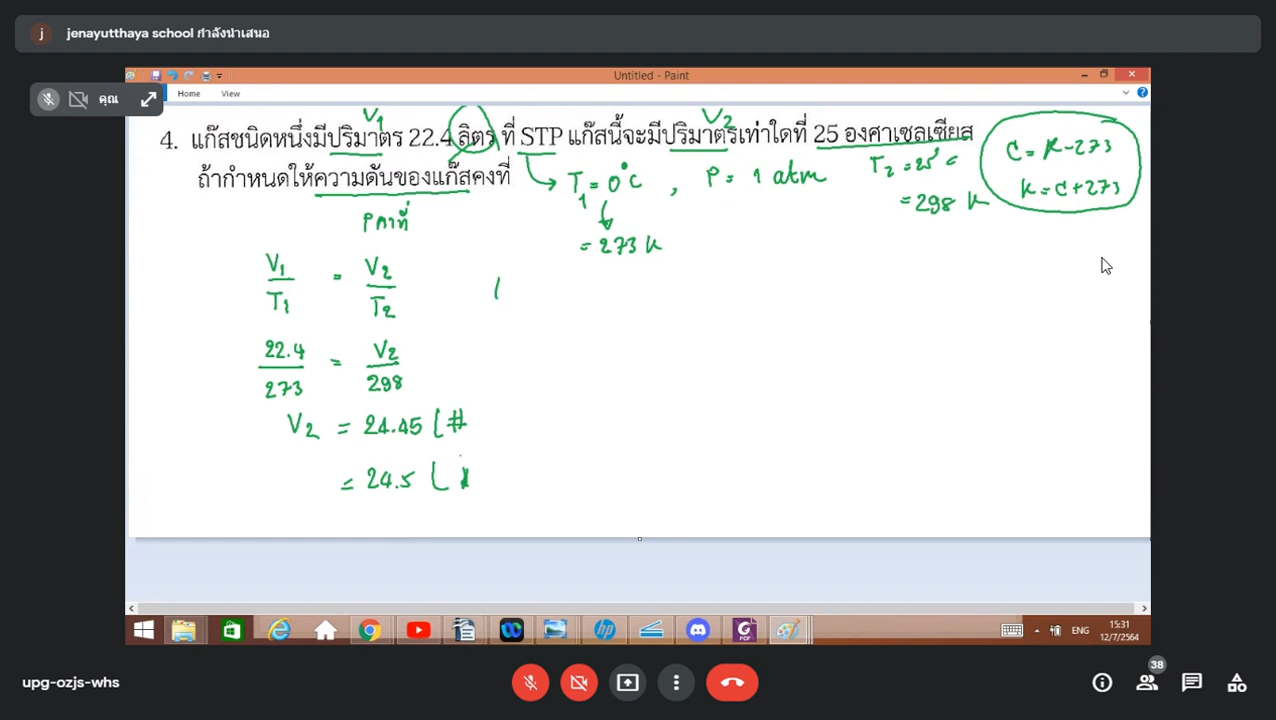 j jenayutthaya school กำลังนำเสนอ
Untitled - Paint
คุณ
Home View
V₁ V₂
4. แก๊สชนิดหนึ่งมีปริมาตร 22.4 ลิตร ที่ STP แก๊สนี้จะมีปริมาตรเท่าใดที่ 25 องศาเซลเซียส
ถ้ากำหนดให้ความดันของแก๊สคงที่
T₁ = 0°C , P = 1 atm
= 273 K
T₂ = 25°C
= 298 K
C = K-273
K = C+273
P คงที่
V₁/T₁ = V₂/T₂
22.4/273 = V₂/298
V₂ = 24.45 L #
= 24.5 L
ENG
15:31
12/7/2564
upg-ozjs-whs
38